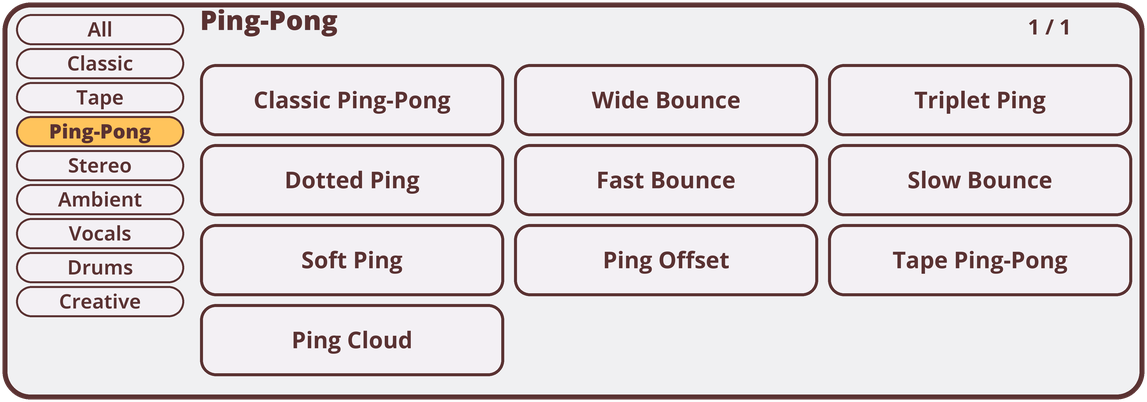 All
Classic
Tape
Ping-Pong
Stereo
Ambient
Vocals
Drums
Creative
Ping-Pong
1 / 1
Classic Ping-Pong
Wide Bounce
Triplet Ping
Dotted Ping
Fast Bounce
Slow Bounce
Soft Ping
Ping Offset
Tape Ping-Pong
Ping Cloud